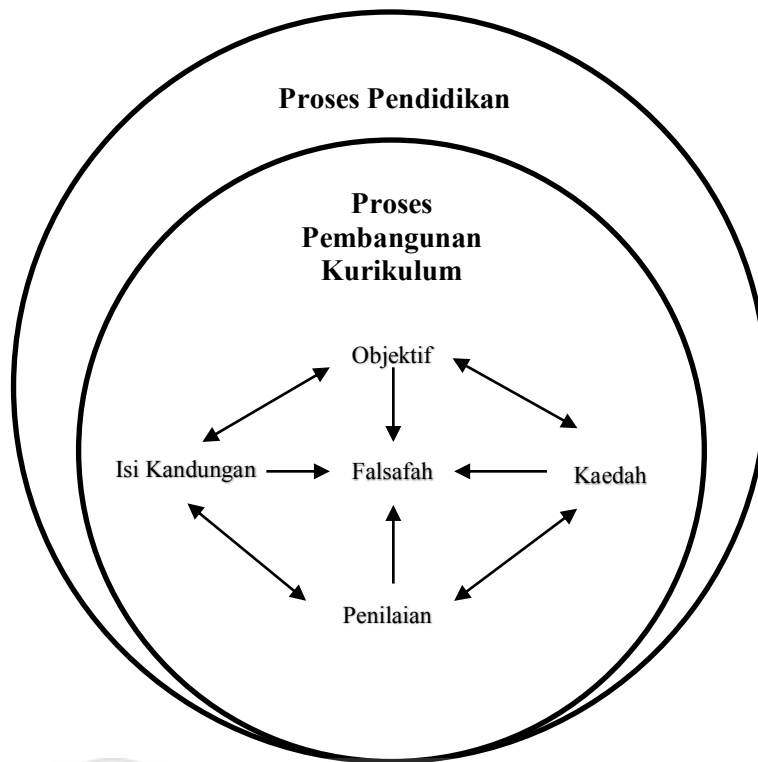 Proses Pendidikan
Proses
Pembangunan
Kurikulum
Objektif
Isi Kandungan
Falsafah
Kaedah
Penilaian